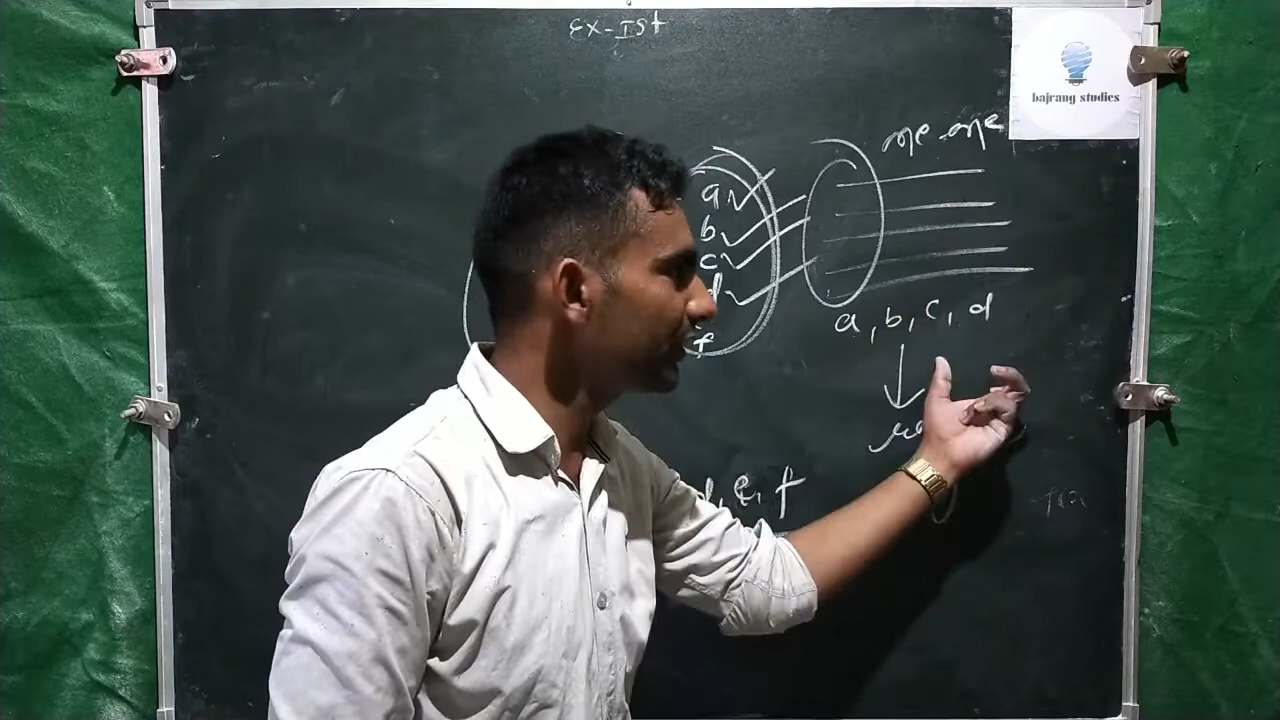 Ex-Ist
bajrang studies
one-one
a
b
c
d
f
a, b, c, d
d, e, f